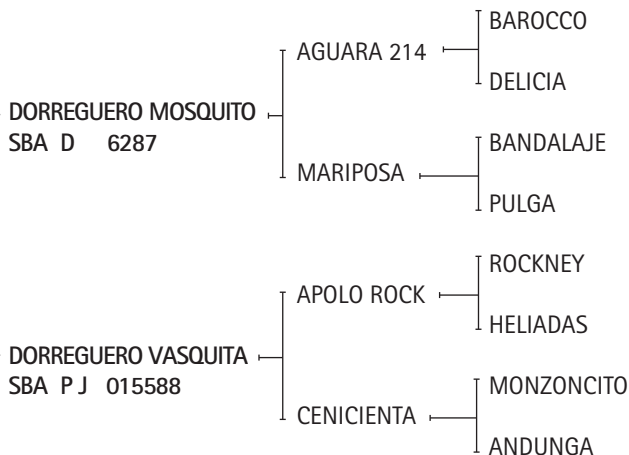 BAROCCO
AGUARA 214
DELICIA
DORREGUERO MOSQUITO
SBA D 6287
BANDALAJE
MARIPOSA
PULGA
ROCKNEY
APOLO ROCK
HELIADAS
DORREGUERO VASQUITA
SBA P J 015588
MONZONCITO
CENICIENTA
ANDUNGA